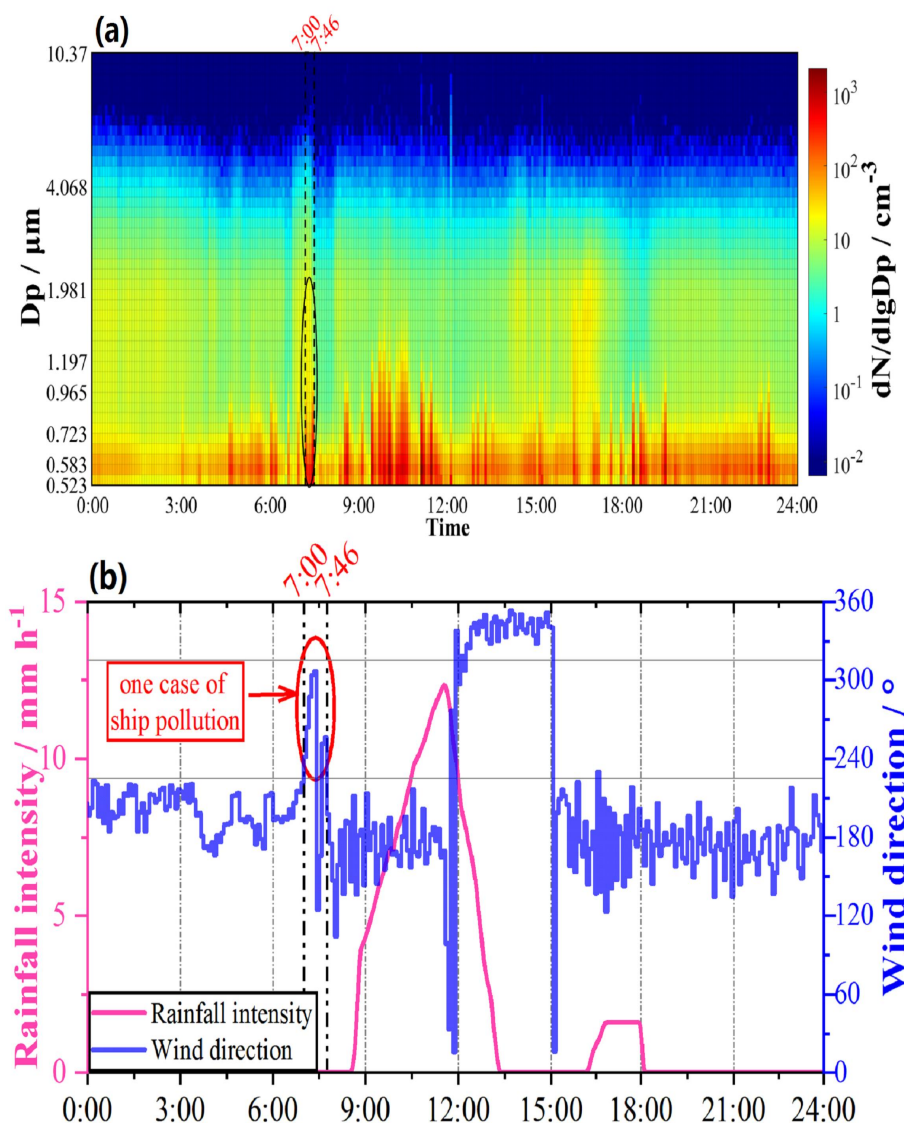 (a)
7:00
7:46
10.37
4.068
1.981
1.197
0.965
0.723
0.583
0.523
Dp / μm
0:00 3:00 6:00 9:00 12:00 15:00 18:00 21:00 24:00
Time
10³
10²
10
1
10⁻¹
10⁻²
dN/dlgDp / cm⁻³
(b)
7:00
7:46
15
10
5
0
Rainfall intensity / mm h⁻¹
one case of
ship pollution
Rainfall intensity
Wind direction
360
300
240
180
120
60
0
Wind direction / °
0:00 3:00 6:00 9:00 12:00 15:00 18:00 21:00 24:00